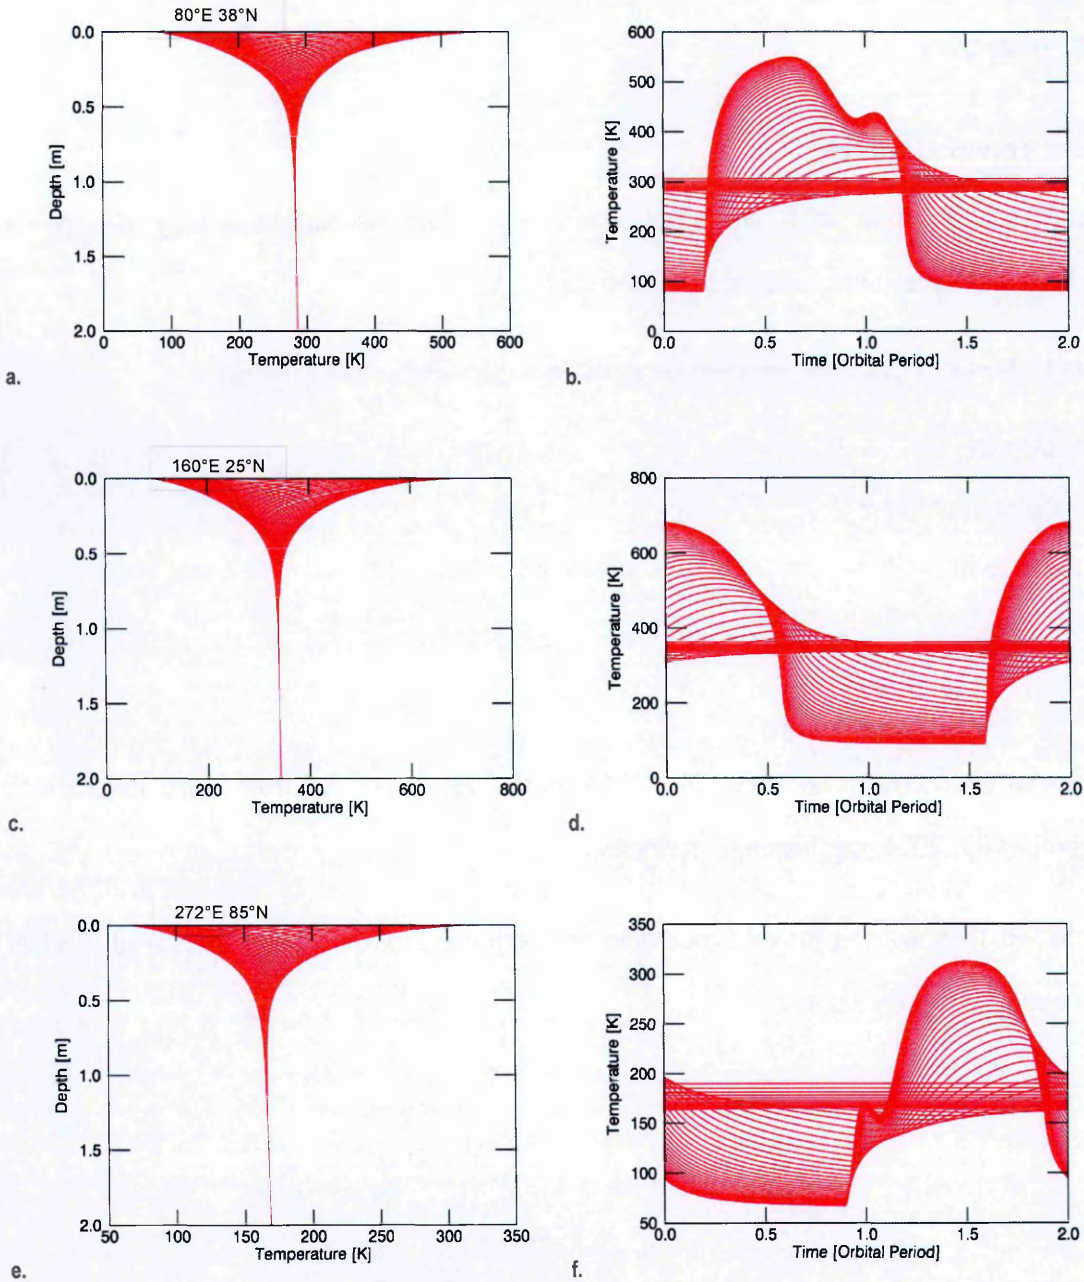 80°E 38°N
0.0
0.5
1.0
1.5
2.0
Depth [m]
0 100 200 300 400 500 600
Temperature [K]
a.
600
500
400
300
200
100
0
Temperature [K]
0.0 0.5 1.0 1.5 2.0
Time [Orbital Period]
b.
160°E 25°N
0.0
0.5
1.0
1.5
2.0
Depth [m]
0 200 400 600 800
Temperature [K]
c.
800
600
400
200
0
Temperature [K]
0.0 0.5 1.0 1.5 2.0
Time [Orbital Period]
d.
272°E 85°N
0.0
0.5
1.0
1.5
2.0
Depth [m]
50 100 150 200 250 300 350
Temperature [K]
e.
350
300
250
200
150
100
50
Temperature [K]
0.0 0.5 1.0 1.5 2.0
Time [Orbital Period]
f.